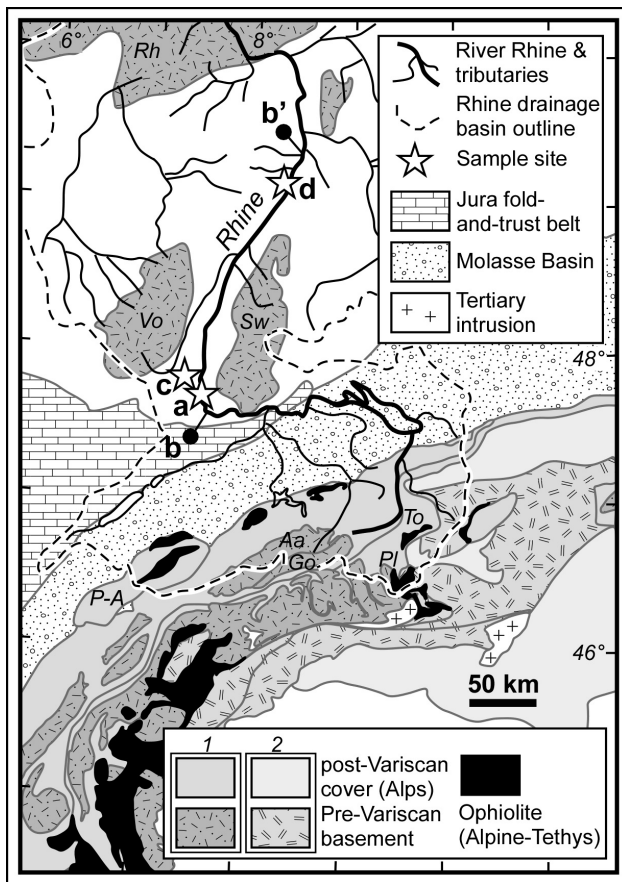 6°
8°
Rh
River Rhine &
tributaries
Rhine drainage
basin outline
Sample site
Jura fold-
and-trust belt
Molasse Basin
Tertiary
intrusion
b’
d
Rhine
Vo
Sw
48°
c
a
b
Aa
Go
To
Pl
P-A
46°
50 km
1
2
post-Variscan
cover (Alps)
Pre-Variscan
basement
Ophiolite
(Alpine-Tethys)